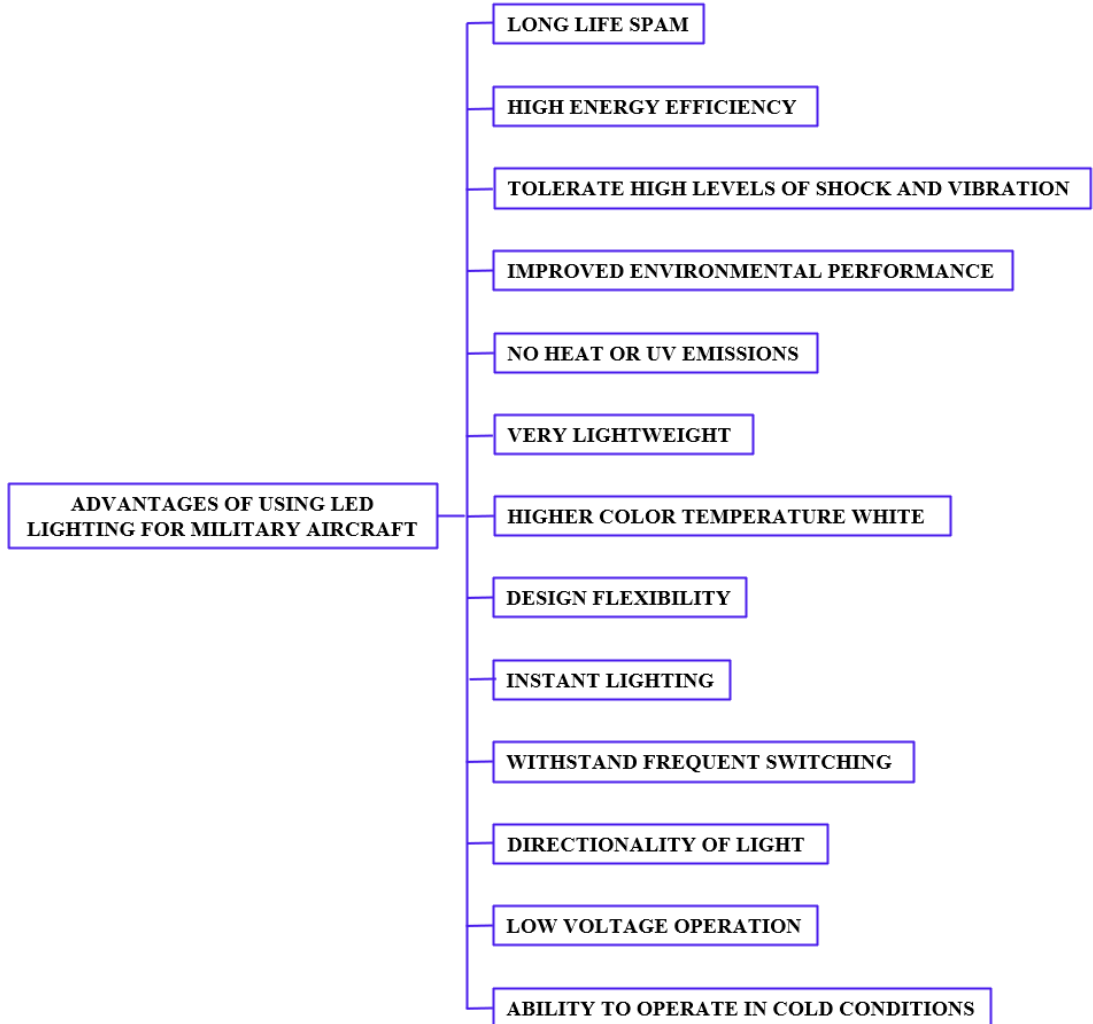 LONG LIFE SPAM
HIGH ENERGY EFFICIENCY
TOLERATE HIGH LEVELS OF SHOCK AND VIBRATION
IMPROVED ENVIRONMENTAL PERFORMANCE
NO HEAT OR UV EMISSIONS
VERY LIGHTWEIGHT
ADVANTAGES OF USING LED
LIGHTING FOR MILITARY AIRCRAFT
HIGHER COLOR TEMPERATURE WHITE
DESIGN FLEXIBILITY
INSTANT LIGHTING
WITHSTAND FREQUENT SWITCHING
DIRECTIONALITY OF LIGHT
LOW VOLTAGE OPERATION
ABILITY TO OPERATE IN COLD CONDITIONS